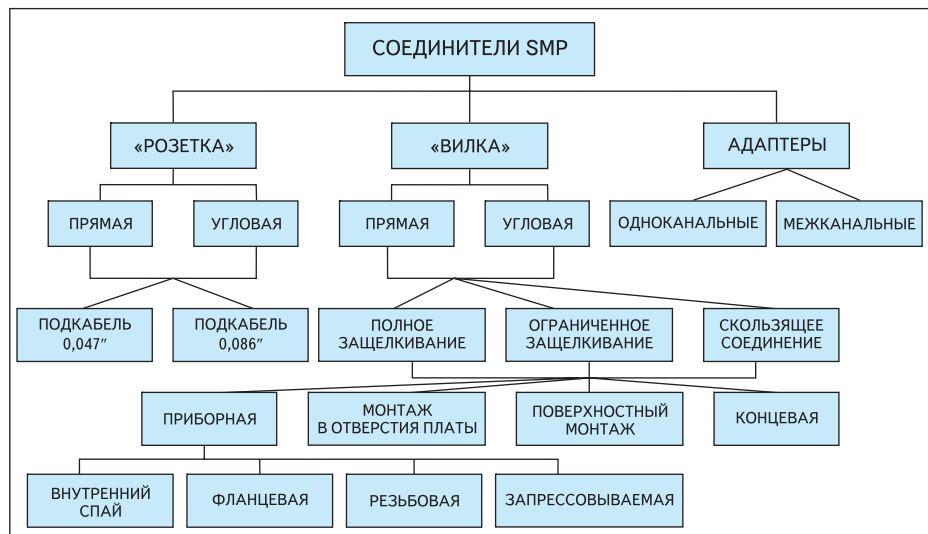 СОЕДИНИТЕЛИ SMP
«РОЗЕТКА»
«ВИЛКА»
АДАПТЕРЫ
ПРЯМАЯ
УГЛОВАЯ
ПРЯМАЯ
УГЛОВАЯ
ОДНОКАНАЛЬНЫЕ
МЕЖКАНАЛЬНЫЕ
ПОДКАБЕЛЬ
0,047″
ПОДКАБЕЛЬ
0,086″
ПОЛНОЕ
ЗАЩЕЛКИВАНИЕ
ОГРАНИЧЕННОЕ
ЗАЩЕЛКИВАНИЕ
СКОЛЬЗЯЩЕЕ
СОЕДИНЕНИЕ
ПРИБОРНАЯ
МОНТАЖ
В ОТВЕРСТИЯ ПЛАТЫ
ПОВЕРХНОСТНЫЙ
МОНТАЖ
КОНЦЕВАЯ
ВНУТРЕННИЙ
СПАЙ
ФЛАНЦЕВАЯ
РЕЗЬБОВАЯ
ЗАПРЕССОВЫВАЕМАЯ